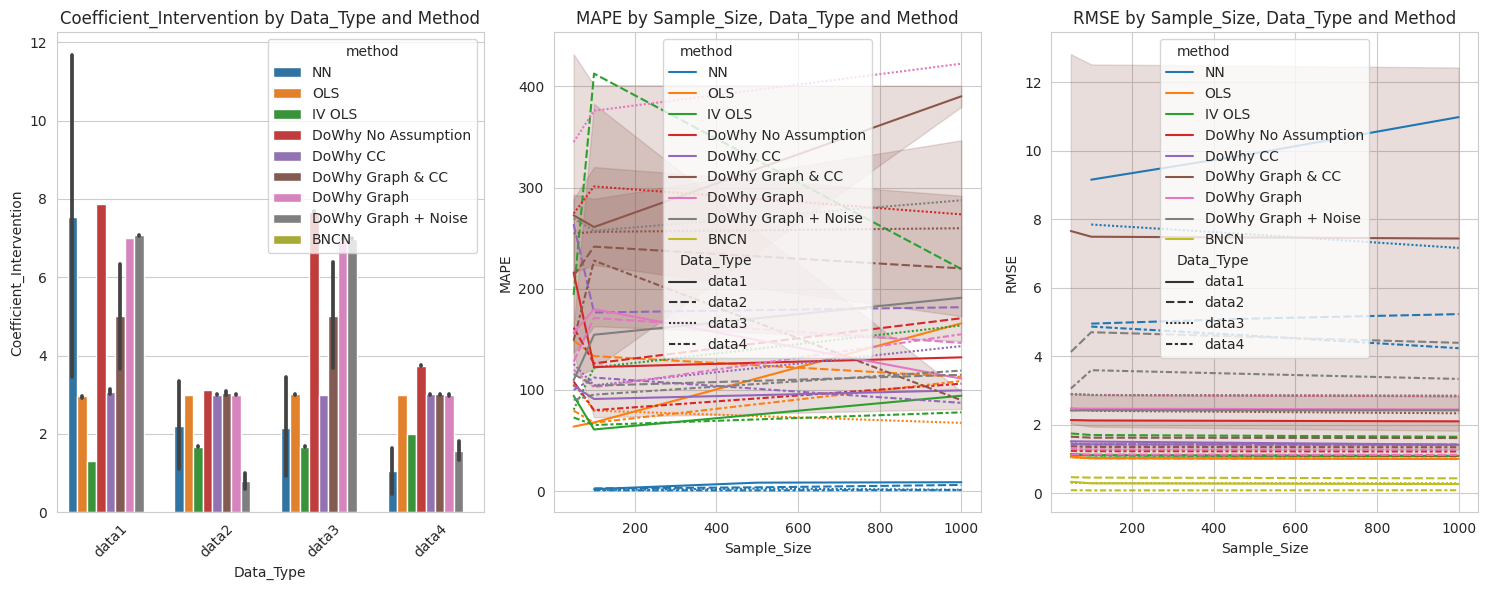 Coefficient_Intervention by Data_Type and Method
Coefficient_Intervention
12
10
8
6
4
2
0
method
NN
OLS
IV OLS
DoWhy No Assumption
DoWhy CC
DoWhy Graph & CC
DoWhy Graph
DoWhy Graph + Noise
BNCN
data1
data2
data3
data4
Data_Type
MAPE by Sample_Size, Data_Type and Method
MAPE
400
300
200
100
0
method
NN
OLS
IV OLS
DoWhy No Assumption
DoWhy CC
DoWhy Graph & CC
DoWhy Graph
DoWhy Graph + Noise
BNCN
Data_Type
data1
data2
data3
data4
200
400
600
800
1000
Sample_Size
RMSE by Sample_Size, Data_Type and Method
RMSE
12
10
8
6
4
2
0
method
NN
OLS
IV OLS
DoWhy No Assumption
DoWhy CC
DoWhy Graph & CC
DoWhy Graph
DoWhy Graph + Noise
BNCN
Data_Type
data1
data2
data3
data4
200
400
600
800
1000
Sample_Size